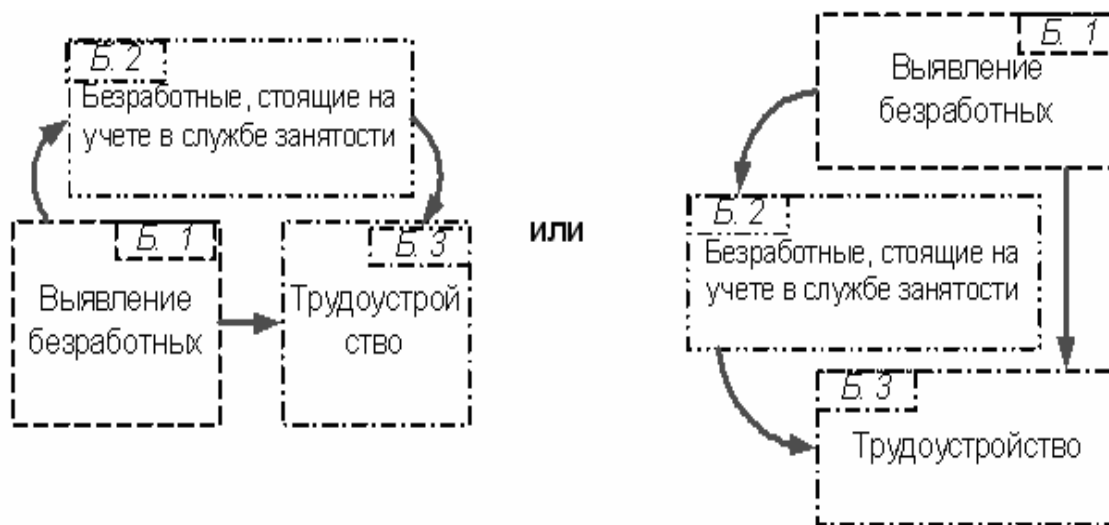 Б. 2
Безработные, стоящие на
учете в службе занятости
Б. 1
Выявление
безработных
Б. 3
Трудоустрой
ство
или
Б. 1
Выявление
безработных
Б. 2
Безработные, стоящие на
учете в службе занятости
Б. 3
Трудоустройство